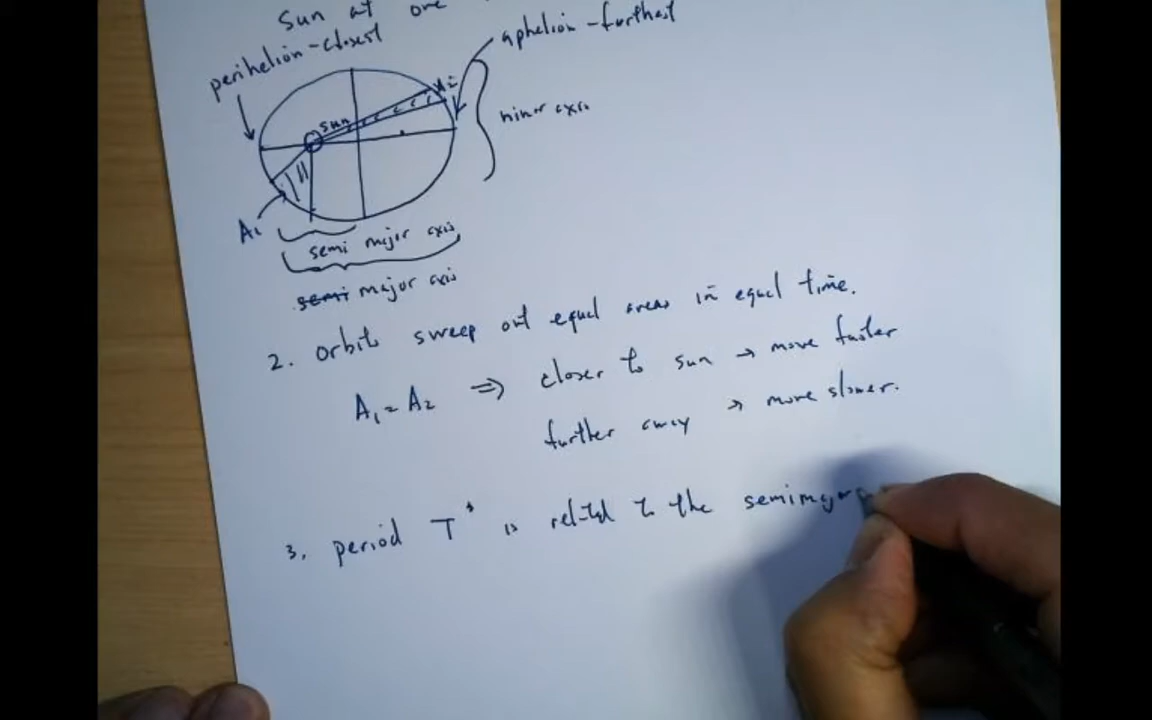 Sun at one
perihelion-closest
aphelion-furthest
sun
A2
minor axis
A1
semi major axis
semi major axis
2. orbits sweep out equal areas in equal time.
A1 = A2 ⇒ closer to sun → move faster
further away → move slower.
3. period T is related to the semimajor